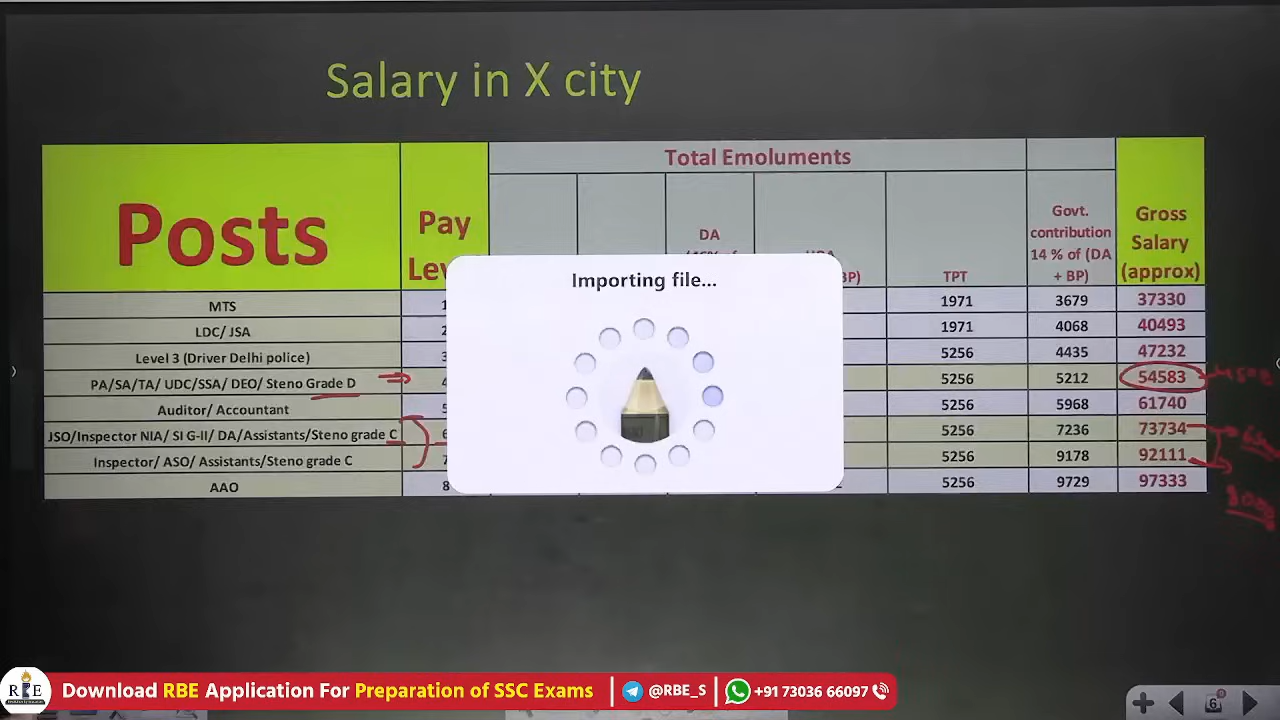 Salary in X city
Posts
Pay
Total Emoluments
DA
TPT
Govt.
contribution
14 % of (DA
+ BP)
Gross
Salary
(approx)
MTS 1971 3679 37330
LDC/ JSA 1971 4068 40493
Level 3 (Driver Delhi police) 5256 4435 47232
PA/SA/TA/ UDC/SSA/ DEO/ Steno Grade D 5256 5212 54583
Auditor/ Accountant 5256 5968 61740
JSO/Inspector NIA/ SI G-II/ DA/Assistants/Steno grade C 5256 7236 73734
Inspector/ ASO/ Assistants/Steno grade C 5256 9178 92111
AAO 8 5256 9729 97333
Importing file...
RBE
Download RBE Application For Preparation of SSC Exams @RBE_S +91 73036 66097
6